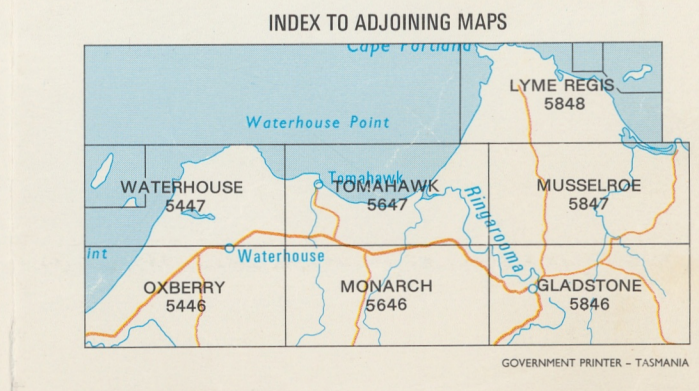 INDEX TO ADJOINING MAPS
Cape Portland
LYME REGIS
5848
Waterhouse Point
Tomahawk
WATERHOUSE
5447
TOMAHAWK
5647
MUSSELROE
5847
Ringarooma
int
Waterhouse
OXBERRY
5446
MONARCH
5646
GLADSTONE
5846
GOVERNMENT PRINTER – TASMANIA